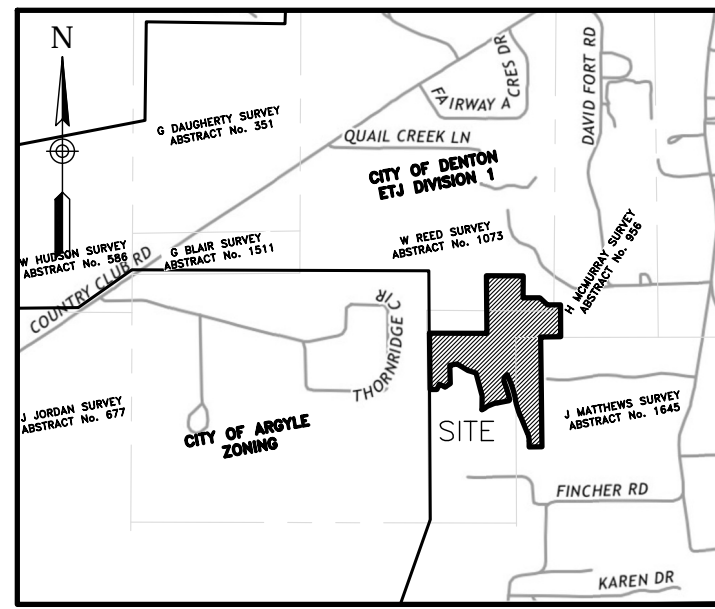 N
G DAUGHERTY SURVEY
ABSTRACT No. 351
FAIRWAY ACRES DR
DAVID FORT RD
QUAIL CREEK LN
CITY OF DENTON
ETJ DIVISION 1
W HUDSON SURVEY
ABSTRACT No. 586
G BLAIR SURVEY
ABSTRACT No. 1511
W REED SURVEY
ABSTRACT No. 1073
H MCMURRAY SURVEY
ABSTRACT No. 956
COUNTRY CLUB RD
THORNRIDGE CIR
J JORDAN SURVEY
ABSTRACT No. 677
CITY OF ARGYLE
ZONING
SITE
J MATTHEWS SURVEY
ABSTRACT No. 1645
FINCHER RD
KAREN DR